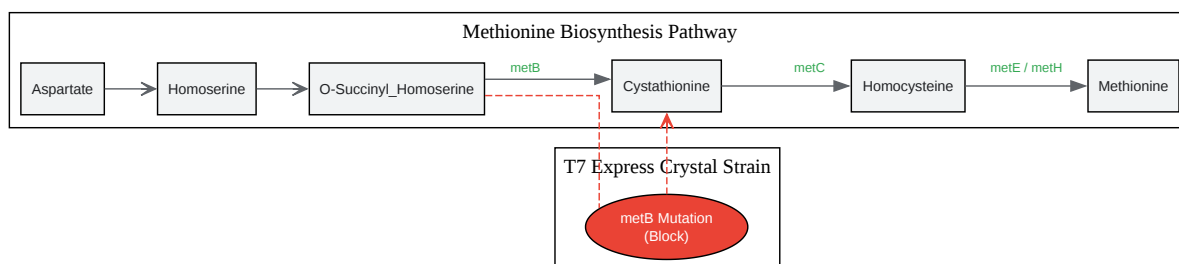 Methionine Biosynthesis Pathway
Aspartate
Homoserine
O-Succinyl_Homoserine
metB
Cystathionine
metC
Homocysteine
metE / metH
Methionine
T7 Express Crystal Strain
metB Mutation
(Block)